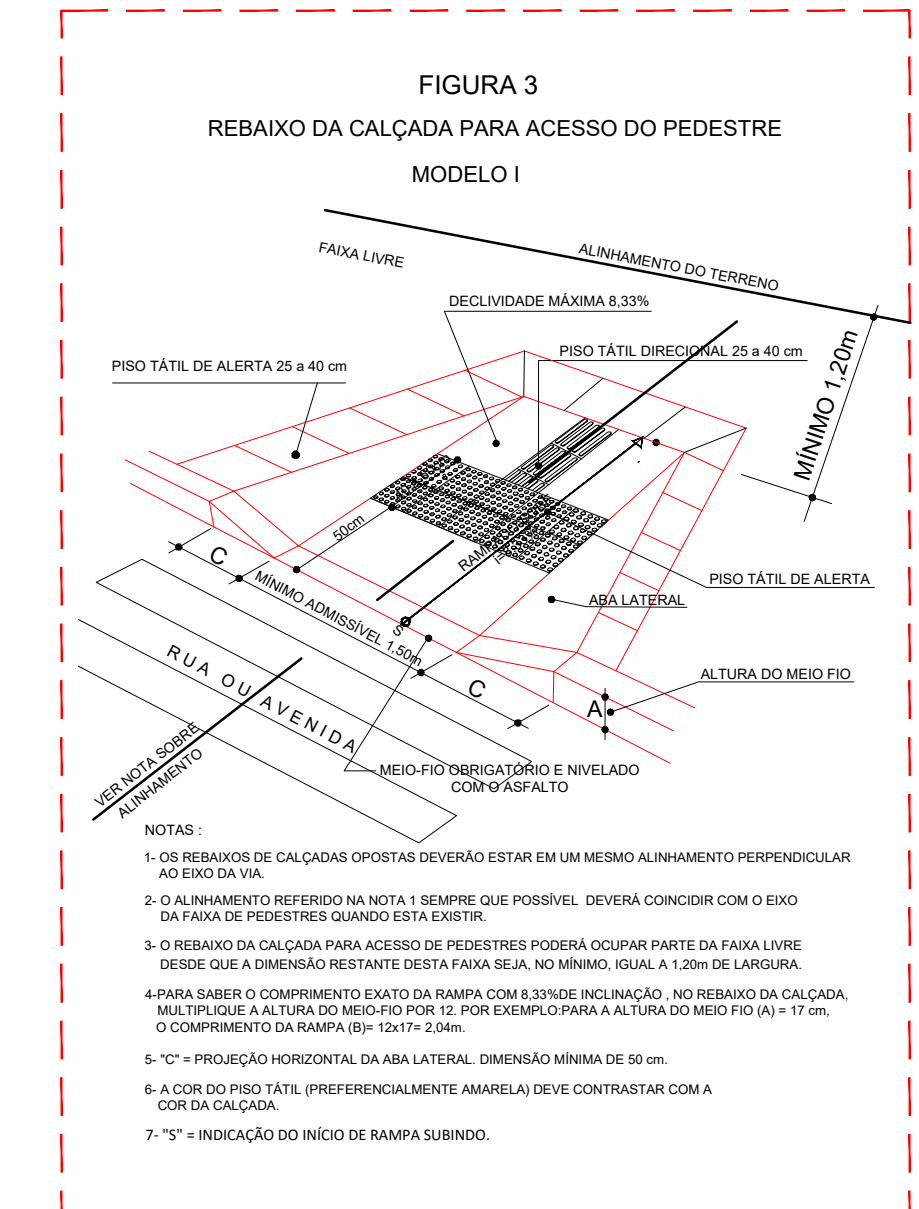 FIGURA 3
REBAIXO DA CALÇADA PARA ACESSO DO PEDESTRE
MODELO I
FAIXA LIVRE
ALINHAMENTO DO TERRENO
DECLIVIDADE MÁXIMA 8,33%
PISO TÁTIL DE ALERTA 25 a 40 cm
PISO TÁTIL DIRECIONAL 25 a 40 cm
MÍNIMO 1,20m
50cm
C
MÍNIMO ADMISSÍVEL 1,50m
S
PISO TÁTIL DE ALERTA
ABA LATERAL
C
ALTURA DO MEIO FIO
A
RUA OU AVENIDA
MEIO-FIO OBRIGATÓRIO E NIVELADO
COM O ASFALTO
VER NOTA SOBRE
ALINHAMENTO
NOTAS :
1- OS REBAIXOS DE CALÇADAS OPOSTAS DEVERÃO ESTAR EM UM MESMO ALINHAMENTO PERPENDICULAR
AO EIXO DA VIA.
2- O ALINHAMENTO REFERIDO NA NOTA 1 SEMPRE QUE POSSÍVEL DEVERÁ COINCIDIR COM O EIXO
DA FAIXA DE PEDESTRES QUANDO ESTA EXISTIR.
3- O REBAIXO DA CALÇADA PARA ACESSO DE PEDESTRES PODERÁ OCUPAR PARTE DA FAIXA LIVRE
DESDE QUE A DIMENSÃO RESTANTE DESTA FAIXA SEJA, NO MÍNIMO, IGUAL A 1,20m DE LARGURA.
4-PARA SABER O COMPRIMENTO EXATO DA RAMPA COM 8,33%DE INCLINAÇÃO , NO REBAIXO DA CALÇADA,
MULTIPLIQUE A ALTURA DO MEIO-FIO POR 12. POR EXEMPLO:PARA A ALTURA DO MEIO FIO (A) = 17 cm,
O COMPRIMENTO DA RAMPA (B)= 12x17= 2,04m.
5- "C" = PROJEÇÃO HORIZONTAL DA ABA LATERAL. DIMENSÃO MÍNIMA DE 50 cm.
6- A COR DO PISO TÁTIL (PREFERENCIALMENTE AMARELA) DEVE CONTRASTAR COM A
COR DA CALÇADA.
7- "S" = INDICAÇÃO DO INÍCIO DE RAMPA SUBINDO.